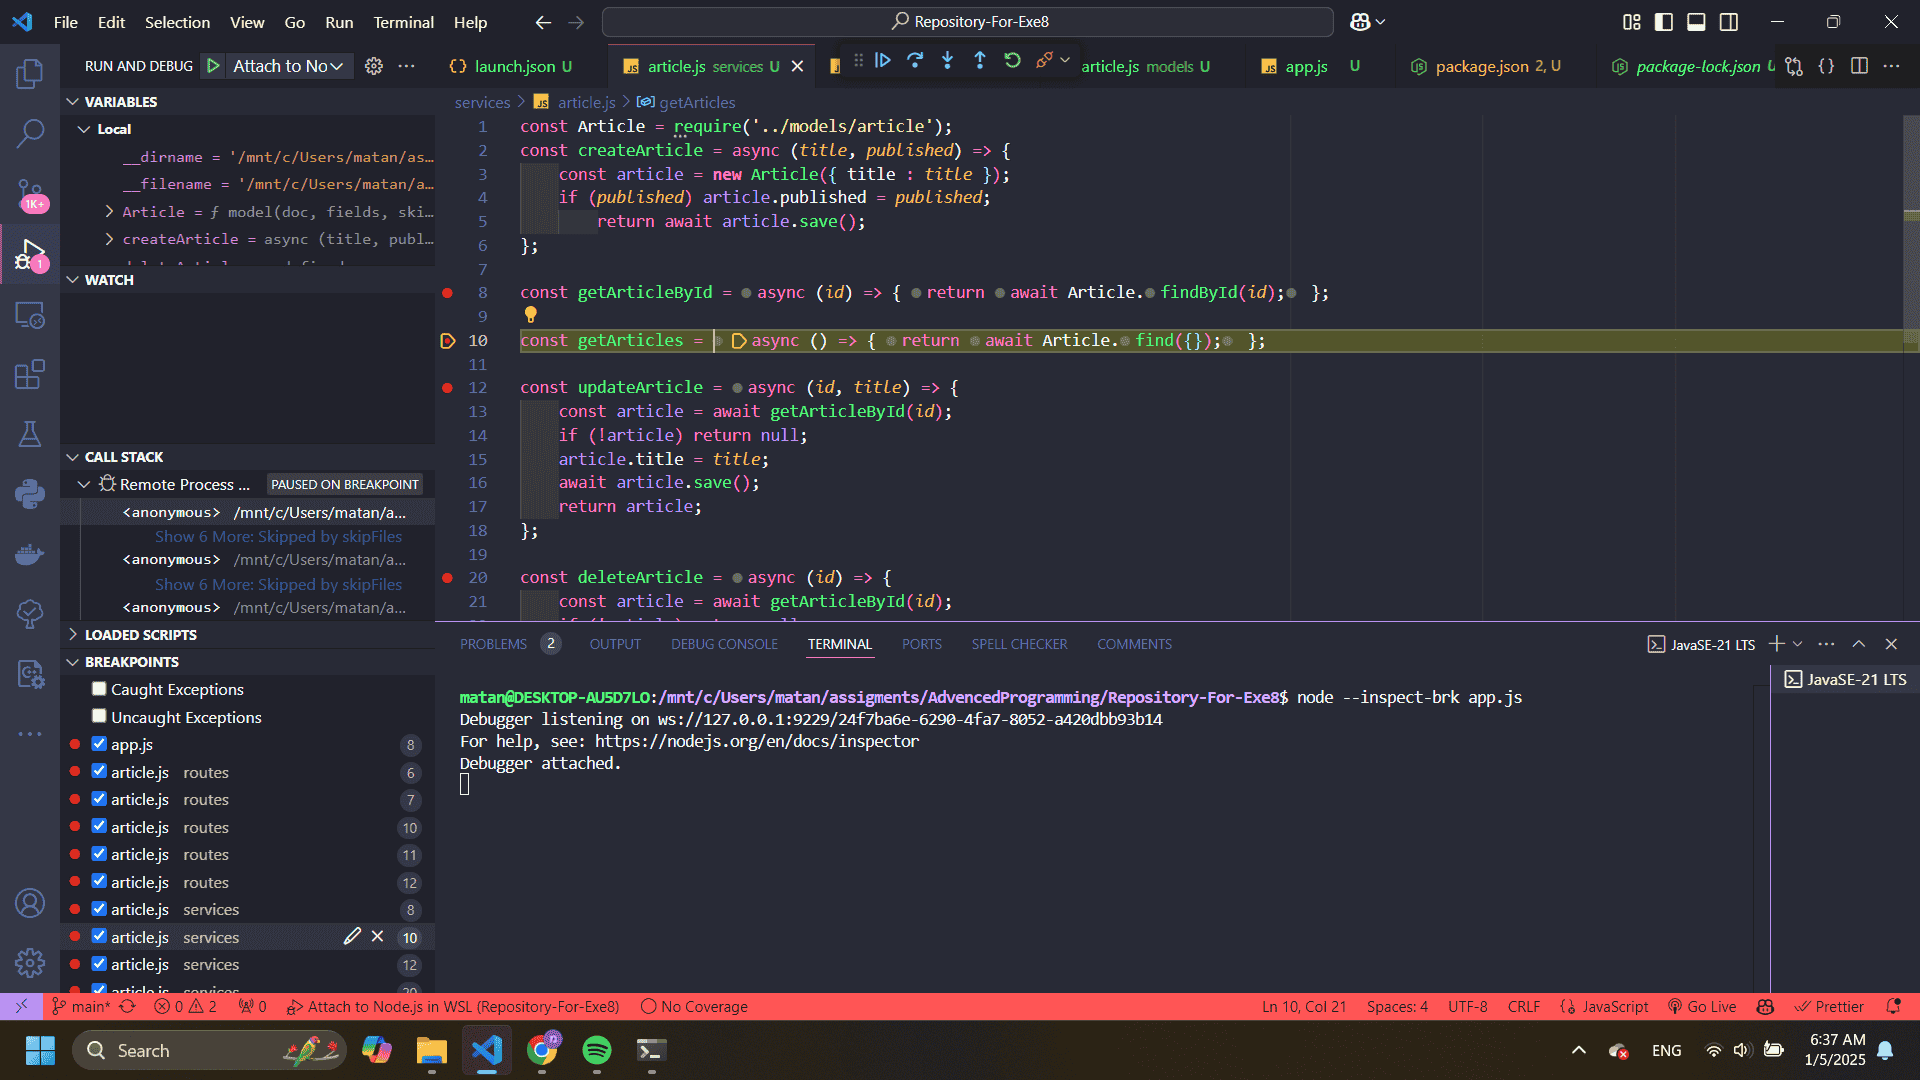 File Edit Selection View Go Run Terminal Help
Repository-For-Exe8
RUN AND DEBUG Attach to No
launch.json U
article.js services U
article.js models U
app.js U
package.json 2, U
package-lock.json U
services > article.js > getArticles
VARIABLES
Local
__dirname = '/mnt/c/Users/matan/as…
__filename = '/mnt/c/Users/matan/a…
Article = ƒ model(doc, fields, ski…
createArticle = async (title, publ…
WATCH
CALL STACK
Remote Process ... PAUSED ON BREAKPOINT
<anonymous> /mnt/c/Users/matan/a...
Show 6 More: Skipped by skipFiles
<anonymous> /mnt/c/Users/matan/a...
Show 6 More: Skipped by skipFiles
<anonymous> /mnt/c/Users/matan/a...
LOADED SCRIPTS
BREAKPOINTS
Caught Exceptions
Uncaught Exceptions
app.js 8
article.js routes 6
article.js routes 7
article.js routes 10
article.js routes 11
article.js routes 12
article.js services 8
article.js services 10
article.js services 12
article.js services 20
1K+
1
1 const Article = require('../models/article');
2 const createArticle = async (title, published) => {
3 const article = new Article({ title : title });
4 if (published) article.published = published;
5 return await article.save();
6 };
7
8 const getArticleById = async (id) => { return await Article.findById(id); };
9
10 const getArticles = async () => { return await Article.find({}); };
11
12 const updateArticle = async (id, title) => {
13 const article = await getArticleById(id);
14 if (!article) return null;
15 article.title = title;
16 await article.save();
17 return article;
18 };
19
20 const deleteArticle = async (id) => {
21 const article = await getArticleById(id);
PROBLEMS 2 OUTPUT DEBUG CONSOLE TERMINAL PORTS SPELL CHECKER COMMENTS
JavaSE-21 LTS
JavaSE-21 LTS
matan@DESKTOP-AU5D7LO:/mnt/c/Users/matan/assigments/AdvencedProgramming/Repository-For-Exe8$ node --inspect-brk app.js
Debugger listening on ws://127.0.0.1:9229/24f7ba6e-6290-4fa7-8052-a420dbb93b14
For help, see: https://nodejs.org/en/docs/inspector
Debugger attached.
main* 0 2 0 Attach to Node.js in WSL (Repository-For-Exe8) No Coverage
Ln 10, Col 21 Spaces: 4 UTF-8 CRLF JavaScript Go Live Prettier
Search
ENG
6:37 AM
1/5/2025